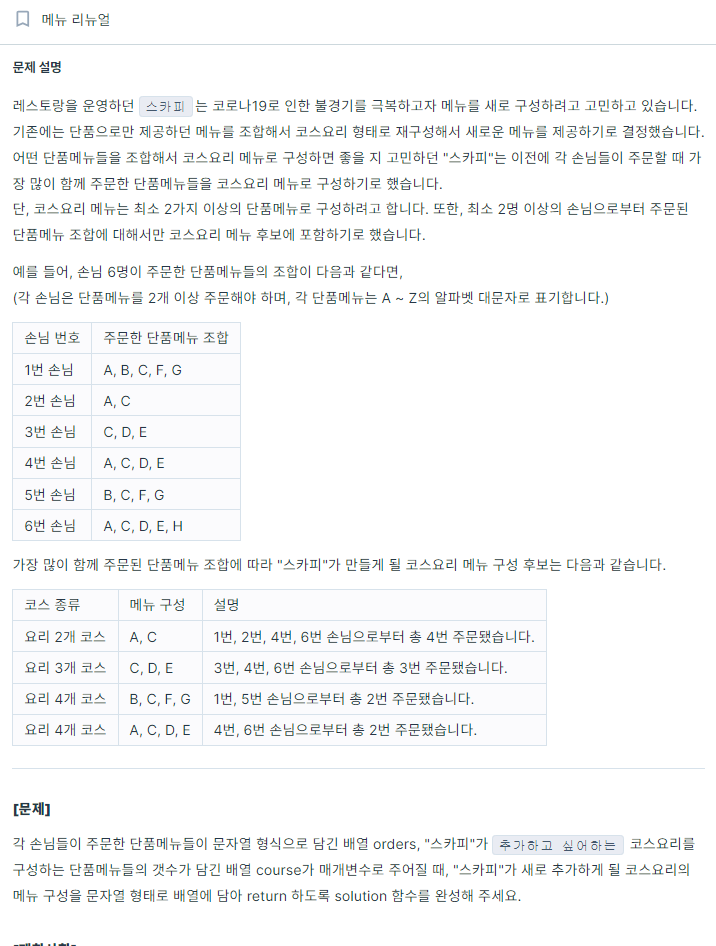 메뉴 리뉴얼
문제 설명
레스토랑을 운영하던 스카피 는 코로나19로 인한 불경기를 극복하고자 메뉴를 새로 구성하려고 고민하고 있습니다.
기존에는 단품으로만 제공하던 메뉴를 조합해서 코스요리 형태로 재구성해서 새로운 메뉴를 제공하기로 결정했습니다.
어떤 단품메뉴들을 조합해서 코스요리 메뉴로 구성하면 좋을 지 고민하던 "스카피"는 이전에 각 손님들이 주문할 때 가
장 많이 함께 주문한 단품메뉴들을 코스요리 메뉴로 구성하기로 했습니다.
단, 코스요리 메뉴는 최소 2가지 이상의 단품메뉴로 구성하려고 합니다. 또한, 최소 2명 이상의 손님으로부터 주문된
단품메뉴 조합에 대해서만 코스요리 메뉴 후보에 포함하기로 했습니다.
예를 들어, 손님 6명이 주문한 단품메뉴들의 조합이 다음과 같다면,
(각 손님은 단품메뉴를 2개 이상 주문해야 하며, 각 단품메뉴는 A ~ Z의 알파벳 대문자로 표기합니다.)
손님 번호 주문한 단품메뉴 조합
1번 손님 A, B, C, F, G
2번 손님 A, C
3번 손님 C, D, E
4번 손님 A, C, D, E
5번 손님 B, C, F, G
6번 손님 A, C, D, E, H
가장 많이 함께 주문된 단품메뉴 조합에 따라 "스카피"가 만들게 될 코스요리 메뉴 구성 후보는 다음과 같습니다.
코스 종류 메뉴 구성 설명
요리 2개 코스 A, C 1번, 2번, 4번, 6번 손님으로부터 총 4번 주문됐습니다.
요리 3개 코스 C, D, E 3번, 4번, 6번 손님으로부터 총 3번 주문됐습니다.
요리 4개 코스 B, C, F, G 1번, 5번 손님으로부터 총 2번 주문됐습니다.
요리 4개 코스 A, C, D, E 4번, 6번 손님으로부터 총 2번 주문됐습니다.
[문제]
각 손님들이 주문한 단품메뉴들이 문자열 형식으로 담긴 배열 orders, "스카피"가 추가하고 싶어하는 코스요리를
구성하는 단품메뉴들의 갯수가 담긴 배열 course가 매개변수로 주어질 때, "스카피"가 새로 추가하게 될 코스요리의
메뉴 구성을 문자열 형태로 배열에 담아 return 하도록 solution 함수를 완성해 주세요.